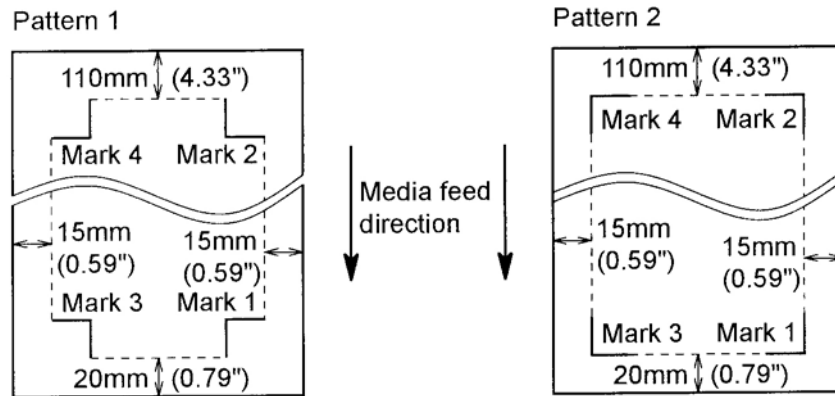 Pattern 1
110mm (4.33")
Mark 4 Mark 2
15mm
(0.59")
15mm
(0.59")
Mark 3 Mark 1
20mm (0.79")
Media feed
direction
Pattern 2
110mm (4.33")
Mark 4 Mark 2
15mm
(0.59")
15mm
(0.59")
Mark 3 Mark 1
20mm (0.79")